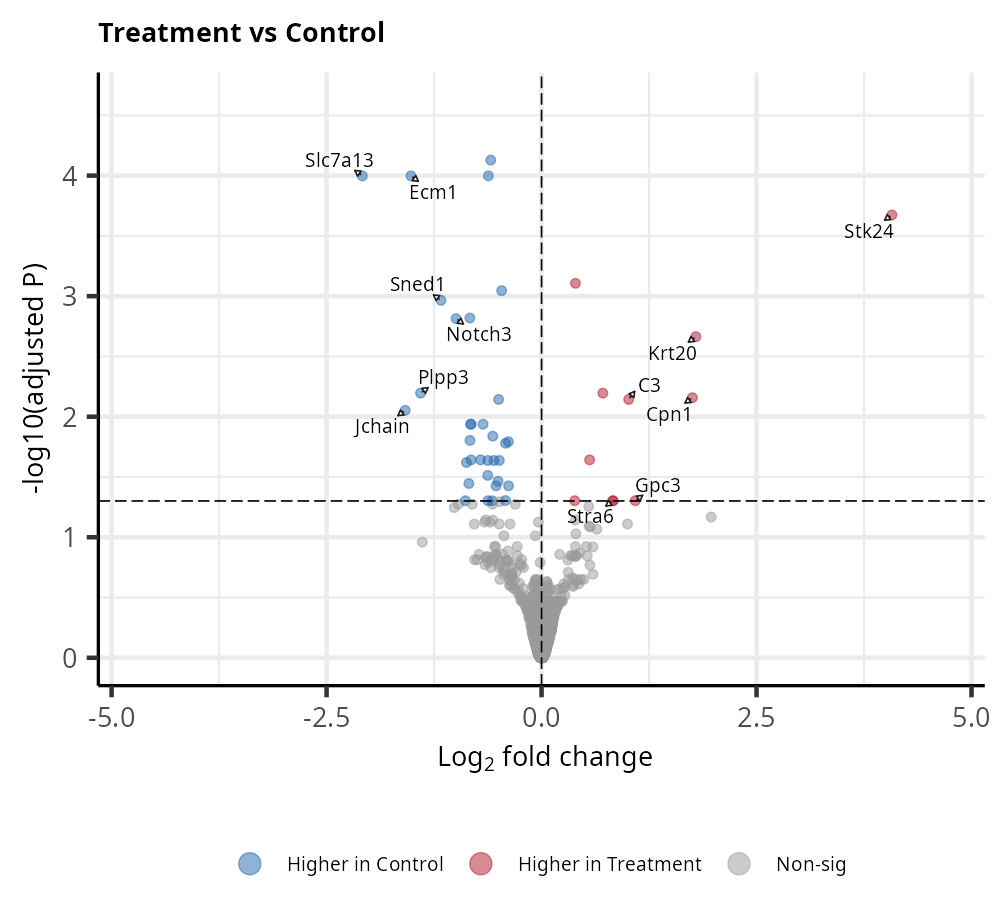 Treatment vs Control
-log10(adjusted P)
4
3
2
1
0
Slc7a13
Ecm1
Stk24
Sned1
Notch3
Krt20
Plpp3
C3
Cpn1
Jchain
Gpc3
Stra6
-5.0 -2.5 0.0 2.5 5.0
Log₂ fold change
Higher in Control Higher in Treatment Non-sig